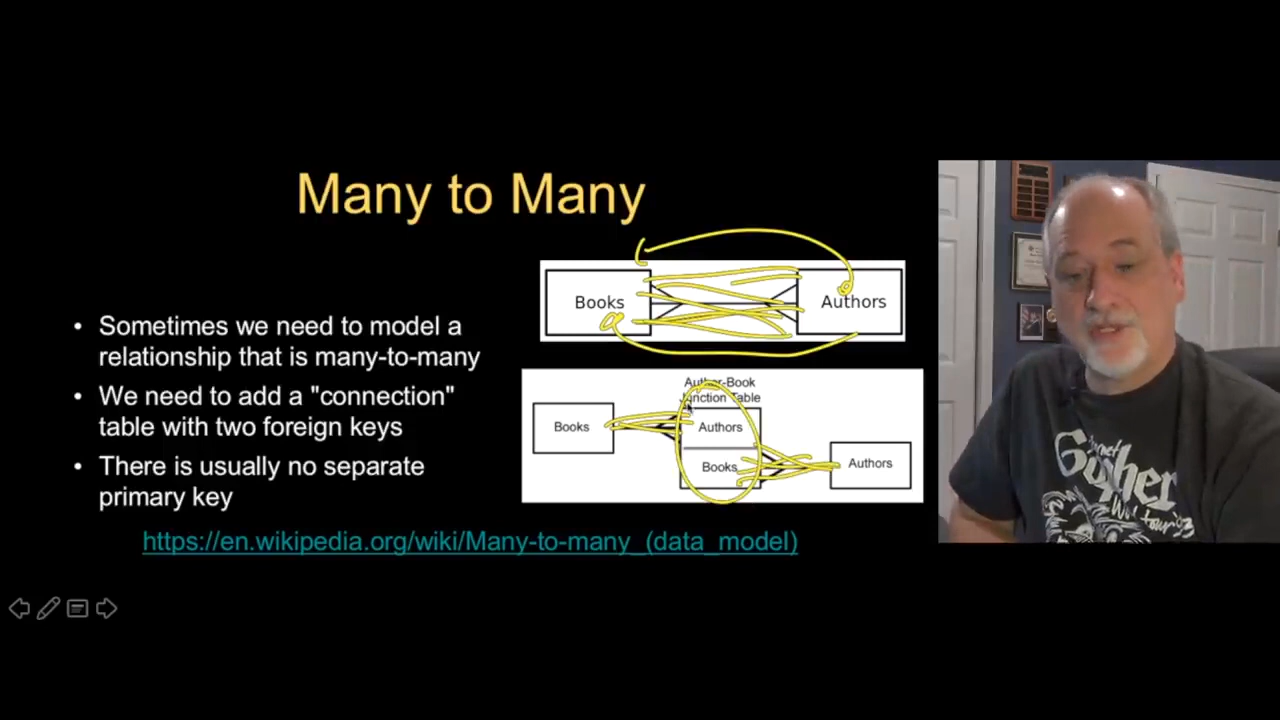 Many to Many
• Sometimes we need to model a
relationship that is many-to-many
• We need to add a "connection"
table with two foreign keys
• There is usually no separate
primary key
Books
Authors
Author-Book
Junction Table
Books
Authors
Books
Authors
https://en.wikipedia.org/wiki/Many-to-many_(data_model)
Gopher